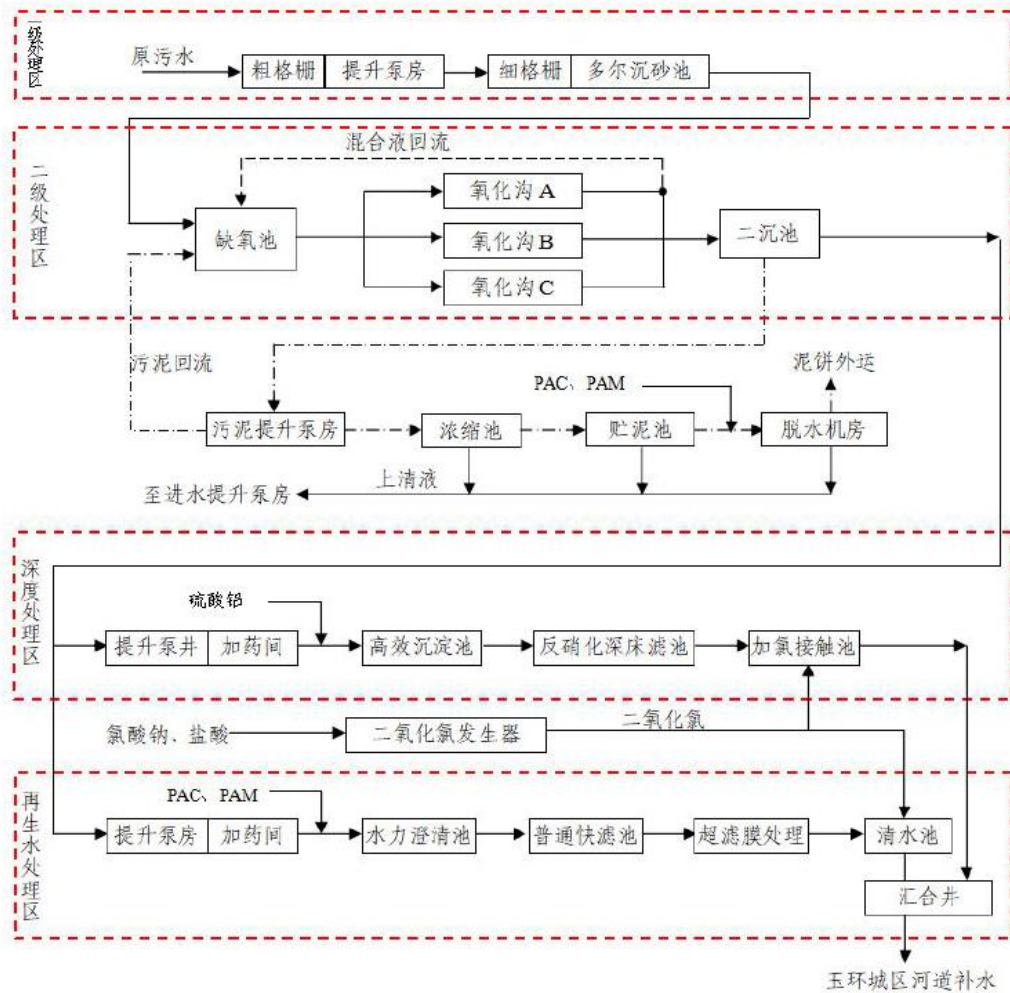 一级处理区
原污水
粗格栅
提升泵房
细格栅
多尔沉砂池
二级处理区
混合液回流
缺氧池
氧化沟A
氧化沟B
氧化沟C
二沉池
污泥回流
PAC、PAM
泥饼外运
污泥提升泵房
浓缩池
贮泥池
脱水机房
上清液
至进水提升泵房
深度处理区
硫酸铝
提升泵井
加药间
高效沉淀池
反硝化深床滤池
加氯接触池
氯酸钠、盐酸
二氧化氯发生器
二氧化氯
再生水处理区
PAC、PAM
提升泵房
加药间
水力澄清池
普通快滤池
超滤膜处理
清水池
汇合井
玉环城区河道补水